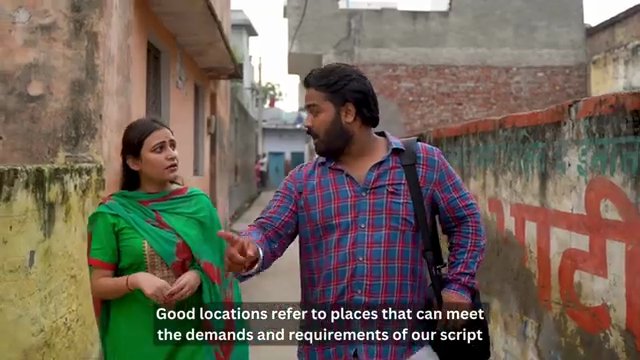 पार्टी
Good locations refer to places that can meet
the demands and requirements of our script